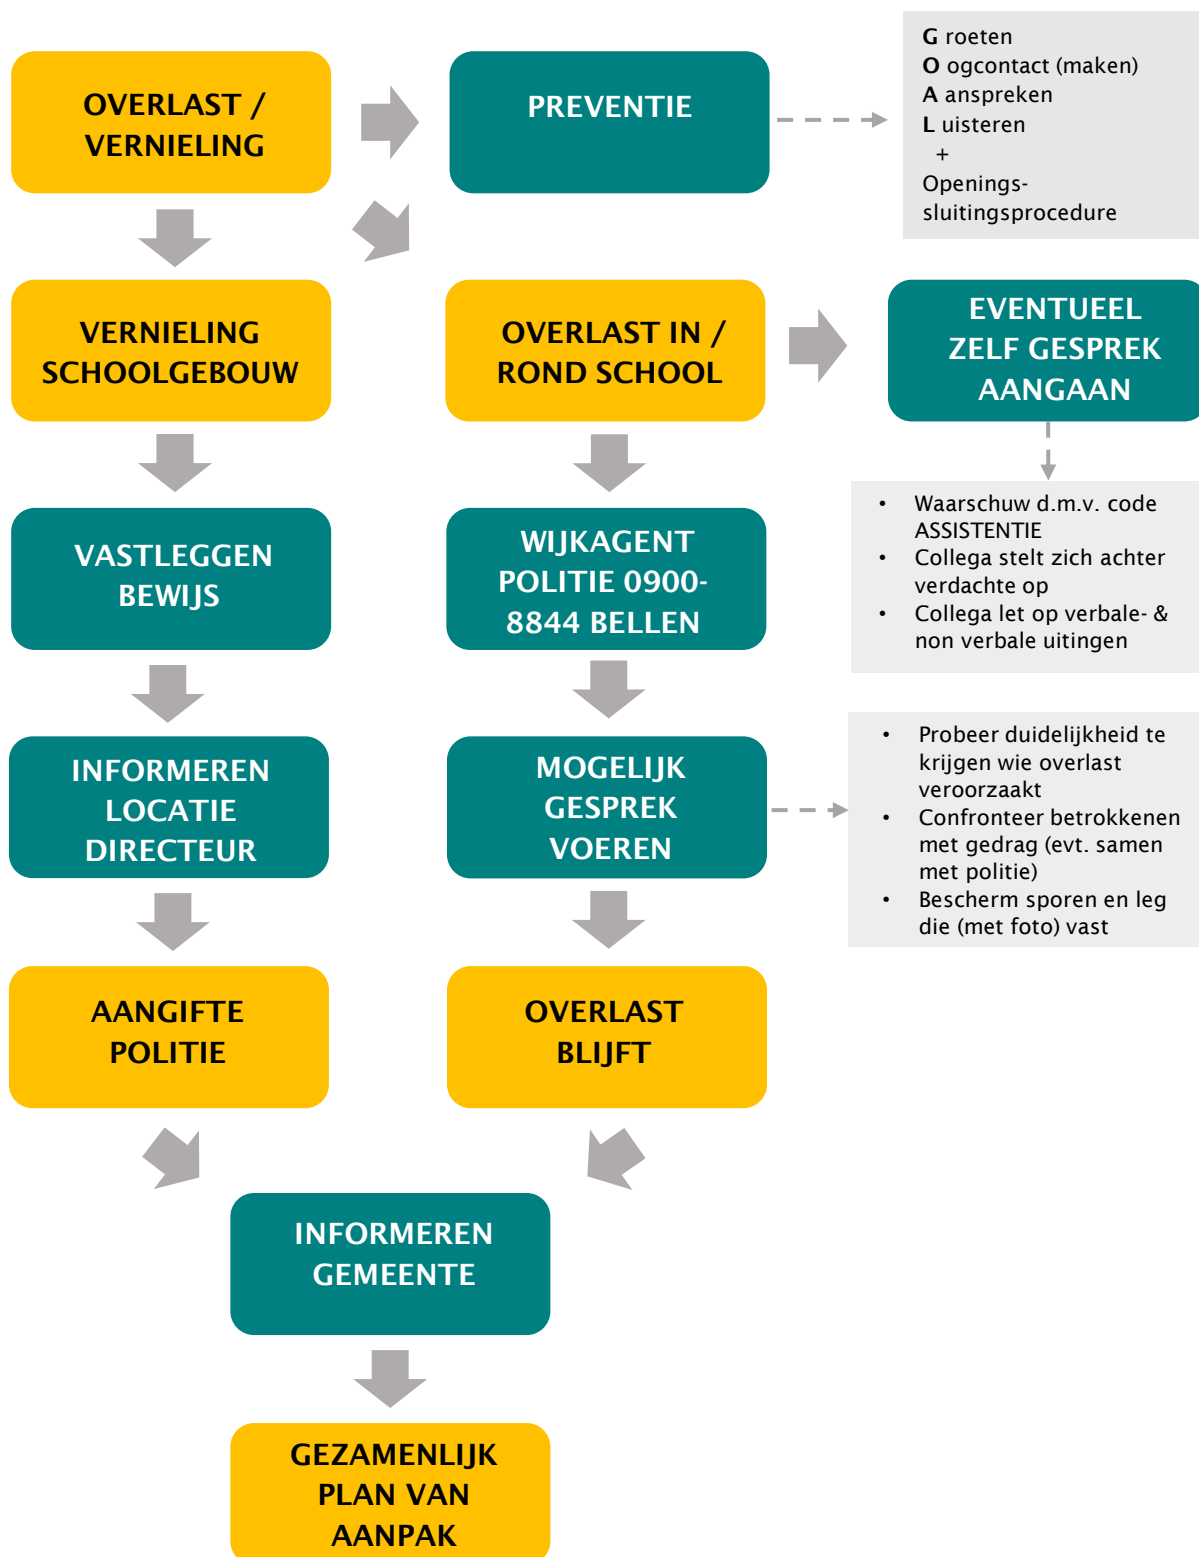 OVERLAST /
VERNIELING
PREVENTIE
G roeten
O ogcontact (maken)
A anspreken
L uisteren
+
Openings-
sluitingsprocedure
VERNIELING
SCHOOLGEBOUW
OVERLAST IN /
ROND SCHOOL
EVENTUEEL
ZELF GESPREK
AANGAAN
VASTLEGGEN
BEWIJS
WIJKAGENT
POLITIE 0900-
8844 BELLEN
• Waarschuw d.m.v. code
ASSISTENTIE
• Collega stelt zich achter
verdachte op
• Collega let op verbale- &
non verbale uitingen
INFORMEREN
LOCATIE
DIRECTEUR
MOGELIJK
GESPREK
VOEREN
• Probeer duidelijkheid te
krijgen wie overlast
veroorzaakt
• Confronteer betrokkenen
met gedrag (evt. samen
met politie)
• Bescherm sporen en leg
die (met foto) vast
AANGIFTE
POLITIE
OVERLAST
BLIJFT
INFORMEREN
GEMEENTE
GEZAMENLIJK
PLAN VAN
AANPAK